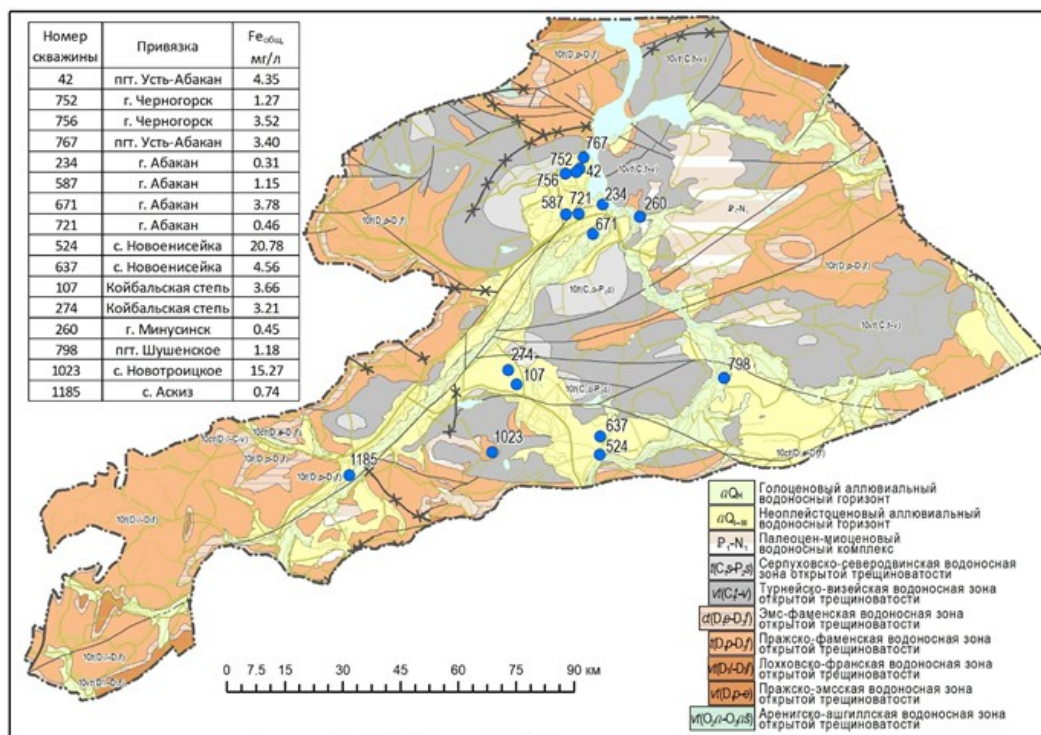 Номер скважины Привязка Feобщ, мг/л
42 пгт. Усть-Абакан 4.35
752 г. Черногорск 1.27
756 г. Черногорск 3.52
767 пгт. Усть-Абакан 3.40
234 г. Абакан 0.31
587 г. Абакан 1.15
671 г. Абакан 3.78
721 г. Абакан 0.46
524 с. Новоенисейка 20.78
637 с. Новоенисейка 4.56
107 Койбальская степь 3.66
274 Койбальская степь 3.21
260 г. Минусинск 0.45
798 пгт. Шушенское 1.18
1023 с. Новотроицкое 15.27
1185 с. Аскиз 0.74
767
752
42
756
234
587
721
260
671
P₁-N₁
274
107
798
637
524
1023
1185
0 7.5 15 30 45 60 75 90 км
Голоценовый аллювиальный
водоносный горизонт
Неоплейстоценовый аллювиальный
водоносный горизонт
P₁-N₁ Палеоцен-миоценовый
водоносный комплекс
Серпуховско-северодвинская водоносная
зона открытой трещиноватости
Турнейско-визейская водоносная зона
открытой трещиноватости
Эмс-фаменская водоносная зона
открытой трещиноватости
Пражско-фаменская водоносная зона
открытой трещиноватости
Лохковско-франская водоносная зона
открытой трещиноватости
Пражско-эмсская водоносная зона
открытой трещиноватости
Аренигско-ашгиллская водоносная зона
открытой трещиноватости